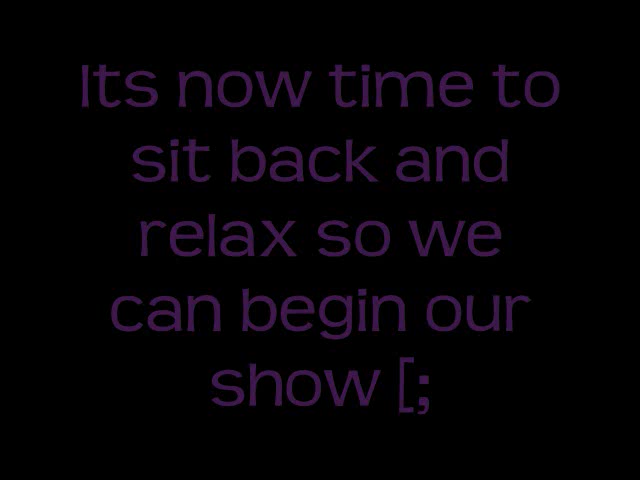 Its now time to
sit back and
relax so we
can begin our
show [;